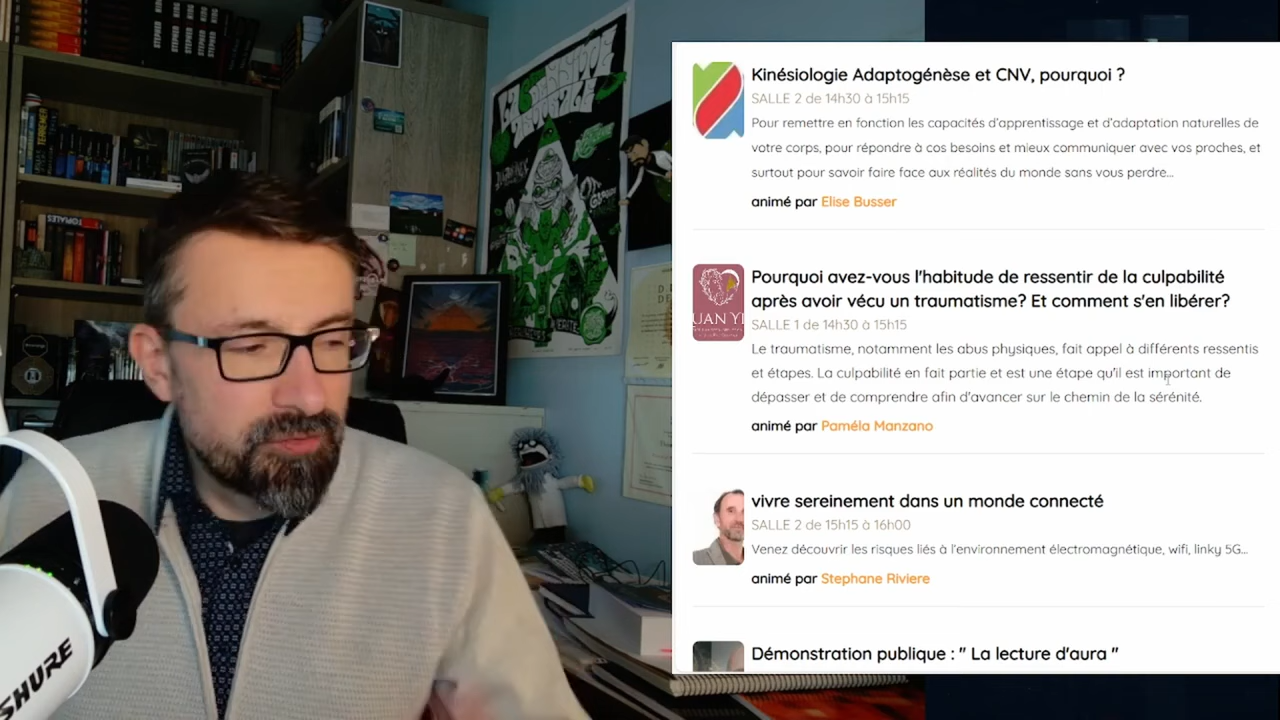 STEPHEN KING
TERRE
TOPALES
LA
SHURE
Kinésiologie Adaptogénèse et CNV, pourquoi ?
SALLE 2 de 14h30 à 15h15
Pour remettre en fonction les capacités d'apprentissage et d'adaptation naturelles de
votre corps, pour répondre à cos besoins et mieux communiquer avec vos proches, et
surtout pour savoir faire face aux réalités du monde sans vous perdre...
animé par Elise Busser
UAN YI
Pourquoi avez-vous l'habitude de ressentir de la culpabilité
après avoir vécu un traumatisme? Et comment s'en libérer?
SALLE 1 de 14h30 à 15h15
Le traumatisme, notamment les abus physiques, fait appel à différents ressentis
et étapes. La culpabilité en fait partie et est une étape qu'il est important de
dépasser et de comprendre afin d'avancer sur le chemin de la sérénité.
animé par Paméla Manzano
vivre sereinement dans un monde connecté
SALLE 2 de 15h15 à 16h00
Venez découvrir les risques liés à l'environnement électromagnétique, wifi, linky 5G...
animé par Stephane Riviere
Démonstration publique : " La lecture d'aura "